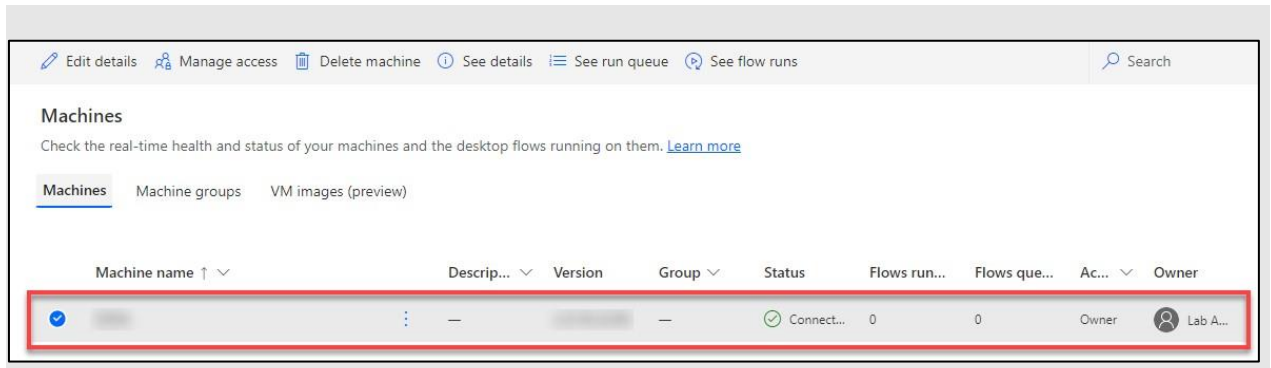 Edit details Manage access Delete machine See details See run queue See flow runs Search
Machines
Check the real-time health and status of your machines and the desktop flows running on them. Learn more
Machines Machine groups VM images (preview)
Machine name ↑ Descrip... Version Group Status Flows run... Flows que... Ac... Owner
— — Connect... 0 0 Owner Lab A...